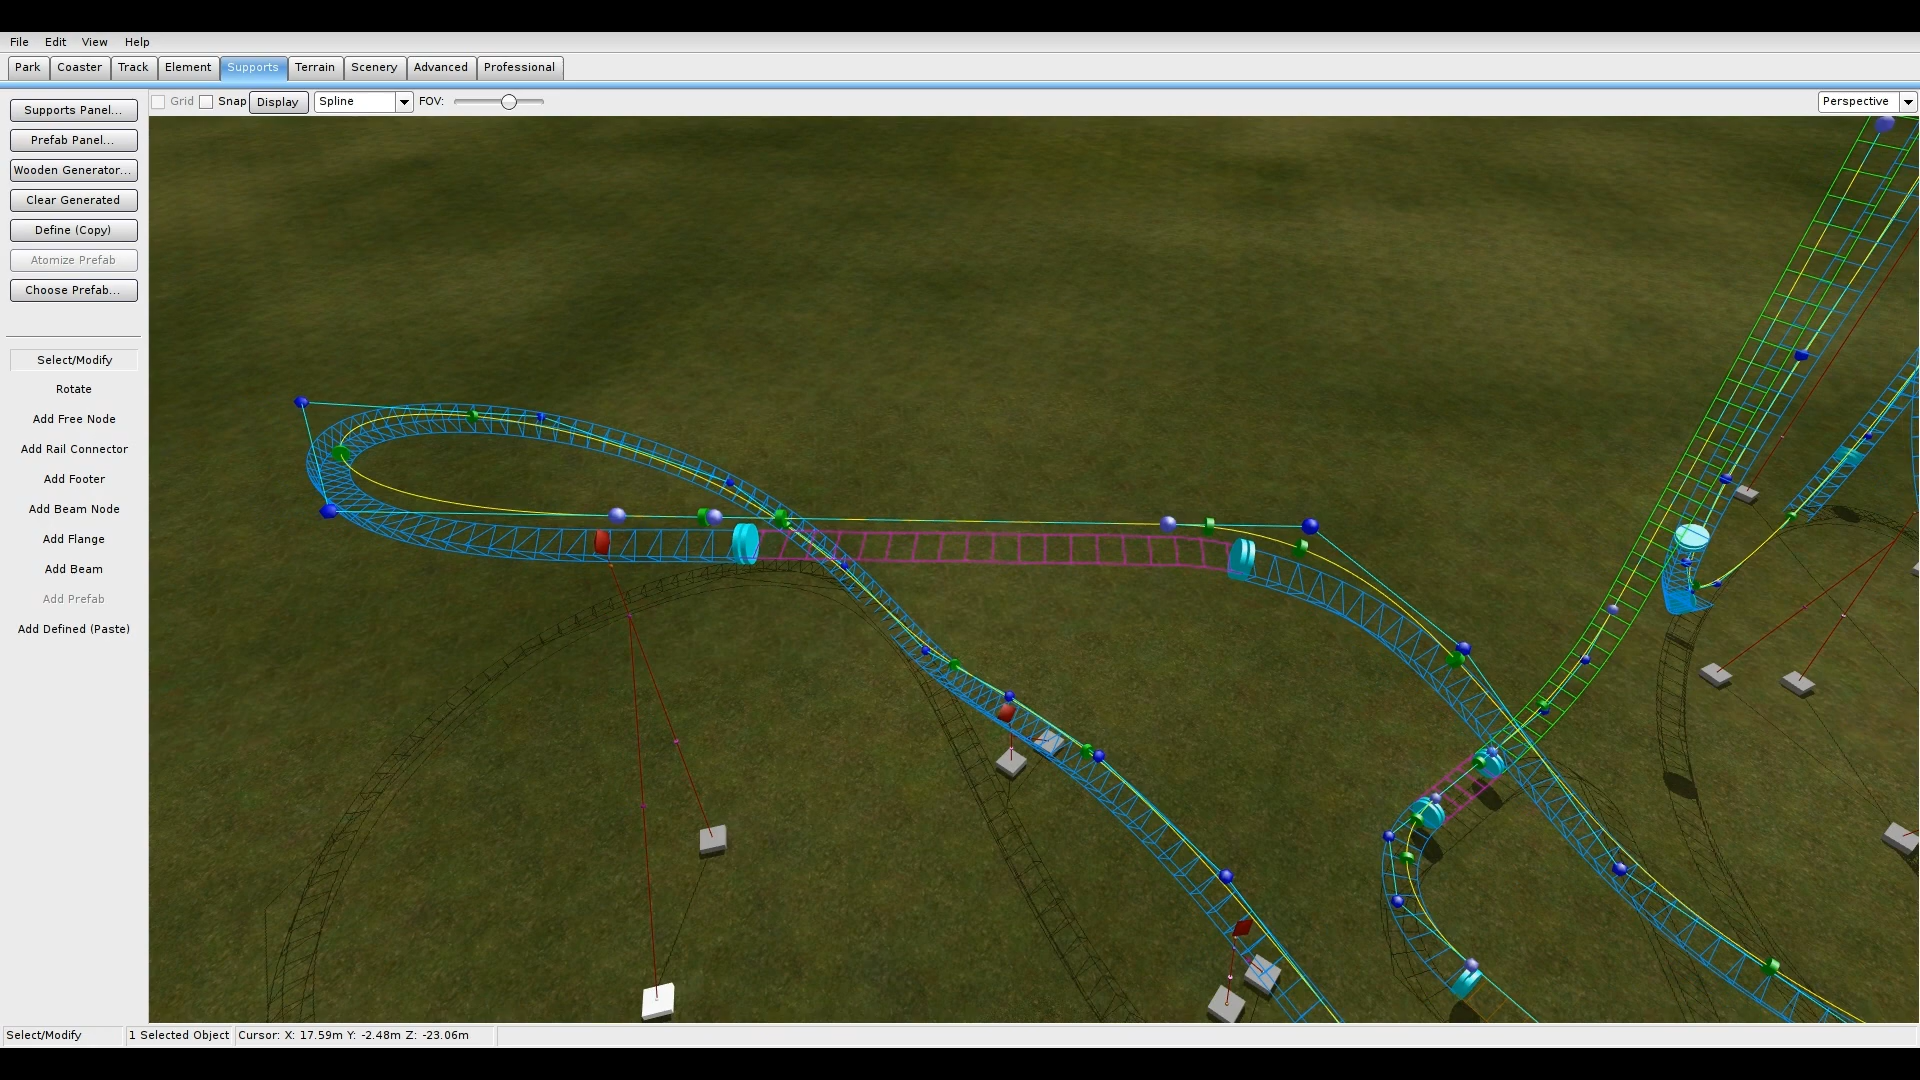 File Edit View Help
Park Coaster Track Element Supports Terrain Scenery Advanced Professional
Grid Snap Display Spline FOV: Perspective
Supports Panel...
Prefab Panel...
Wooden Generator...
Clear Generated
Define (Copy)
Atomize Prefab
Choose Prefab...
Select/Modify
Rotate
Add Free Node
Add Rail Connector
Add Footer
Add Beam Node
Add Flange
Add Beam
Add Prefab
Add Defined (Paste)
Select/Modify 1 Selected Object Cursor: X: 17.59m Y: -2.48m Z: -23.06m